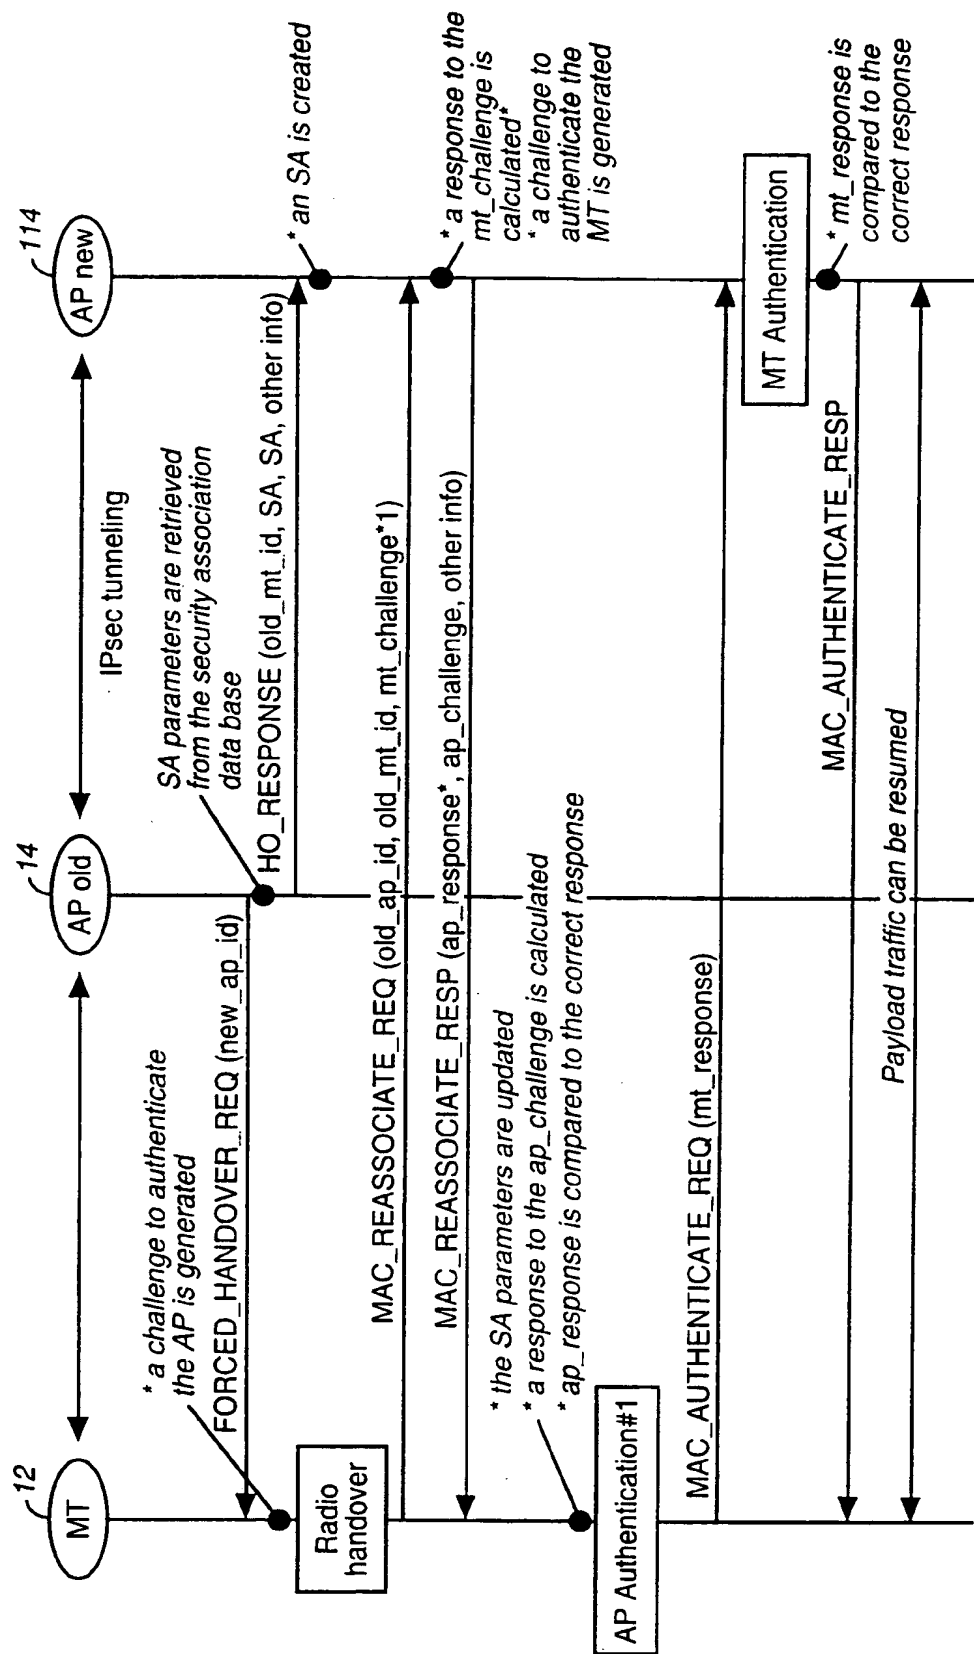 12
MT
14
AP old
114
AP new
IPsec tunneling
* a challenge to authenticate
the AP is generated
FORCED_HANDOVER_REQ (new_ap_id)
SA parameters are retrieved
from the security association
data base
HO_RESPONSE (old_mt_id, SA, SA, other info)
* an SA is created
Radio
handover
MAC_REASSOCIATE_REQ (old_ap_id, old_mt_id, mt_challenge*1)
* a response to the
mt_challenge is
calculated*
* a challenge to
authenticate the
MT is generated
MAC_REASSOCIATE_RESP (ap_response*, ap_challenge, other info)
* the SA parameters are updated
* a response to the ap_challenge is calculated
* ap_response is compared to the correct response
AP Authentication#1
MAC_AUTHENTICATE_REQ (mt_response)
MT Authentication
* mt_response is
compared to the
correct response
MAC_AUTHENTICATE_RESP
Payload traffic can be resumed